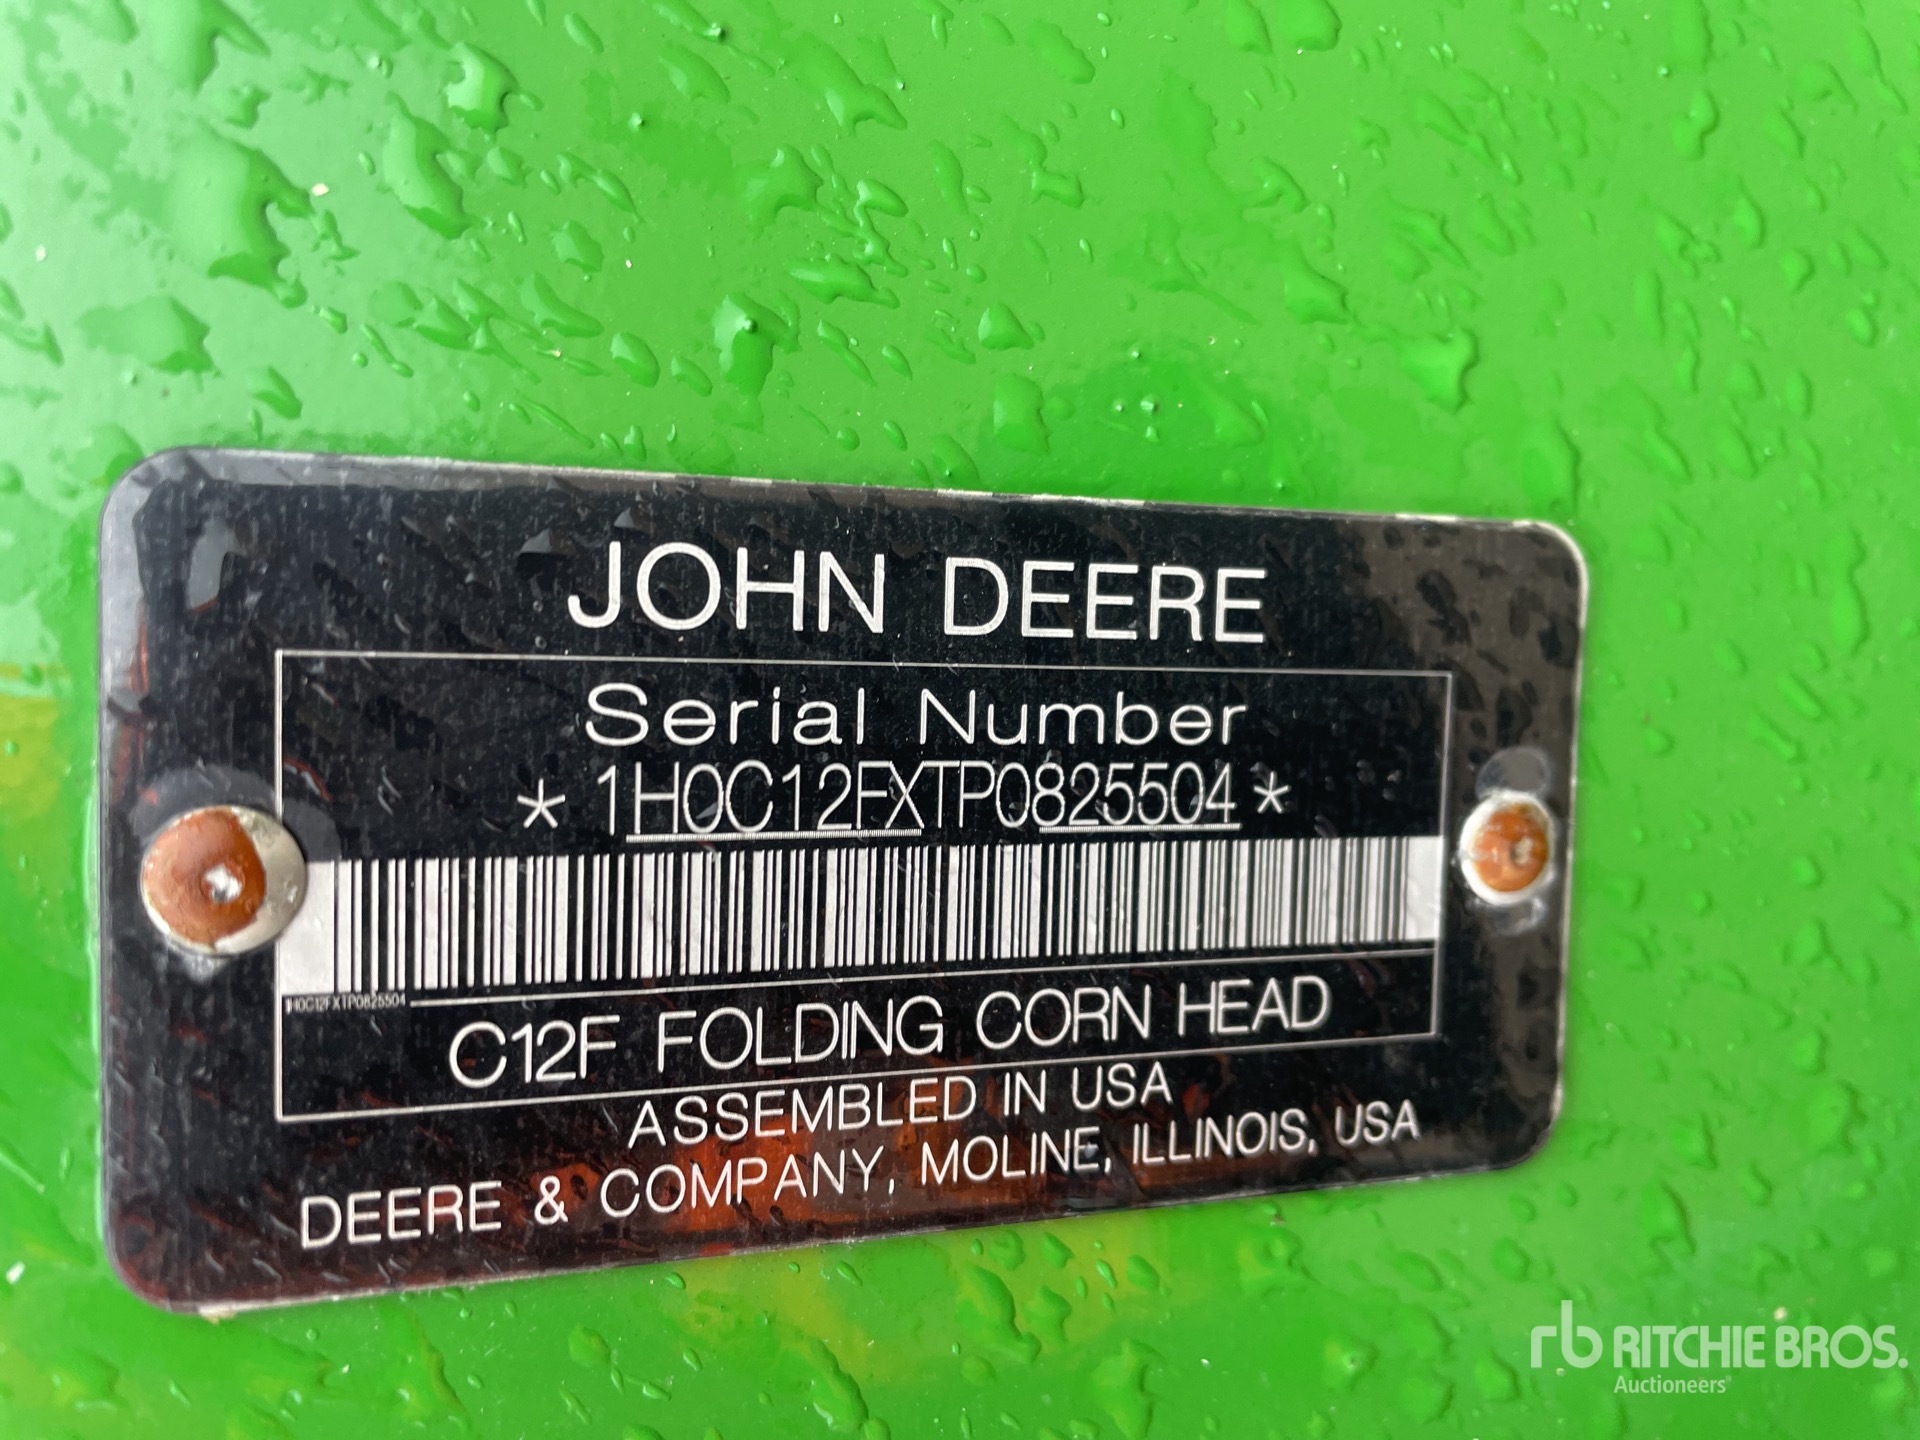 JOHN DEERE
Serial Number
* 1H0C12FXTP0825504 *
1H0C12FXTP0825504
C12F FOLDING CORN HEAD
ASSEMBLED IN USA
DEERE & COMPANY, MOLINE, ILLINOIS, USA
rb RITCHIE BROS.
Auctioneers